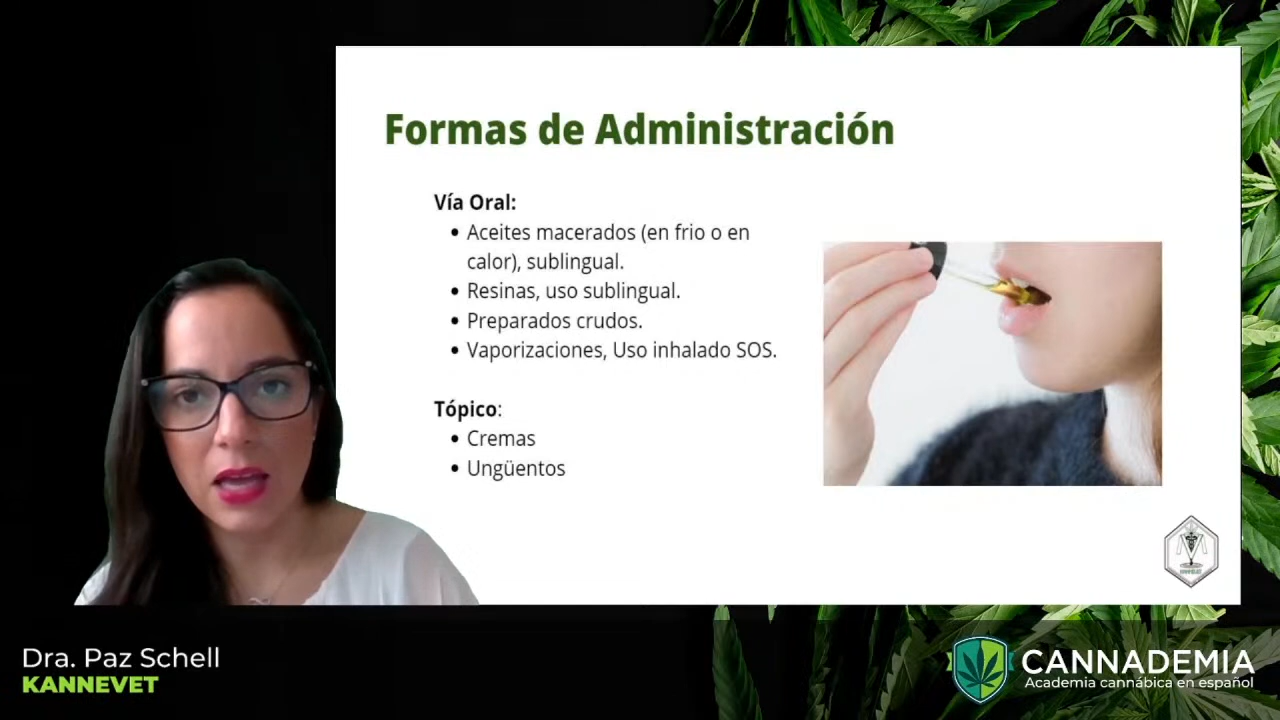 Formas de Administración
Vía Oral:
• Aceites macerados (en frio o en
calor), sublingual.
• Resinas, uso sublingual.
• Preparados crudos.
• Vaporizaciones, Uso inhalado SOS.
Tópico:
• Cremas
• Ungüentos
Dra. Paz Schell
KANNEVET
CANNADEMIA
Academia cannábica en español